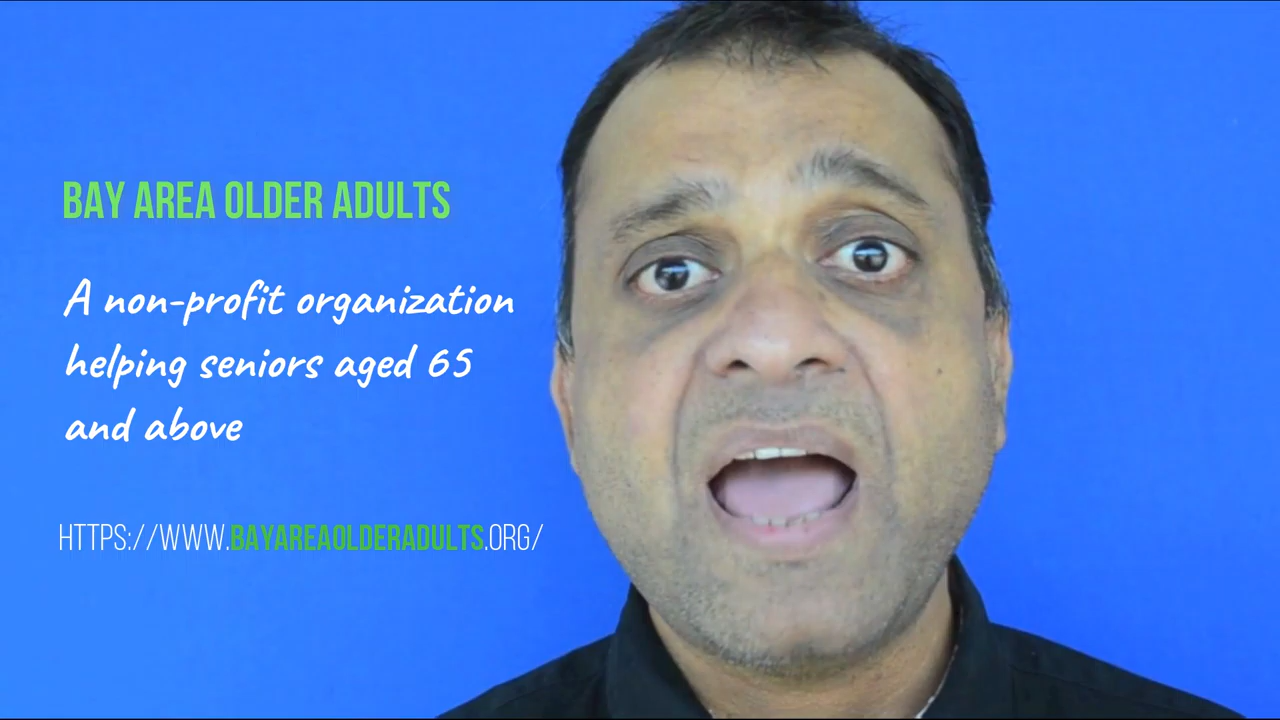 BAY AREA OLDER ADULTS
A non-profit organization
helping seniors aged 65
and above
HTTPS://WWW.BAYAREAOLDERADULTS.ORG/